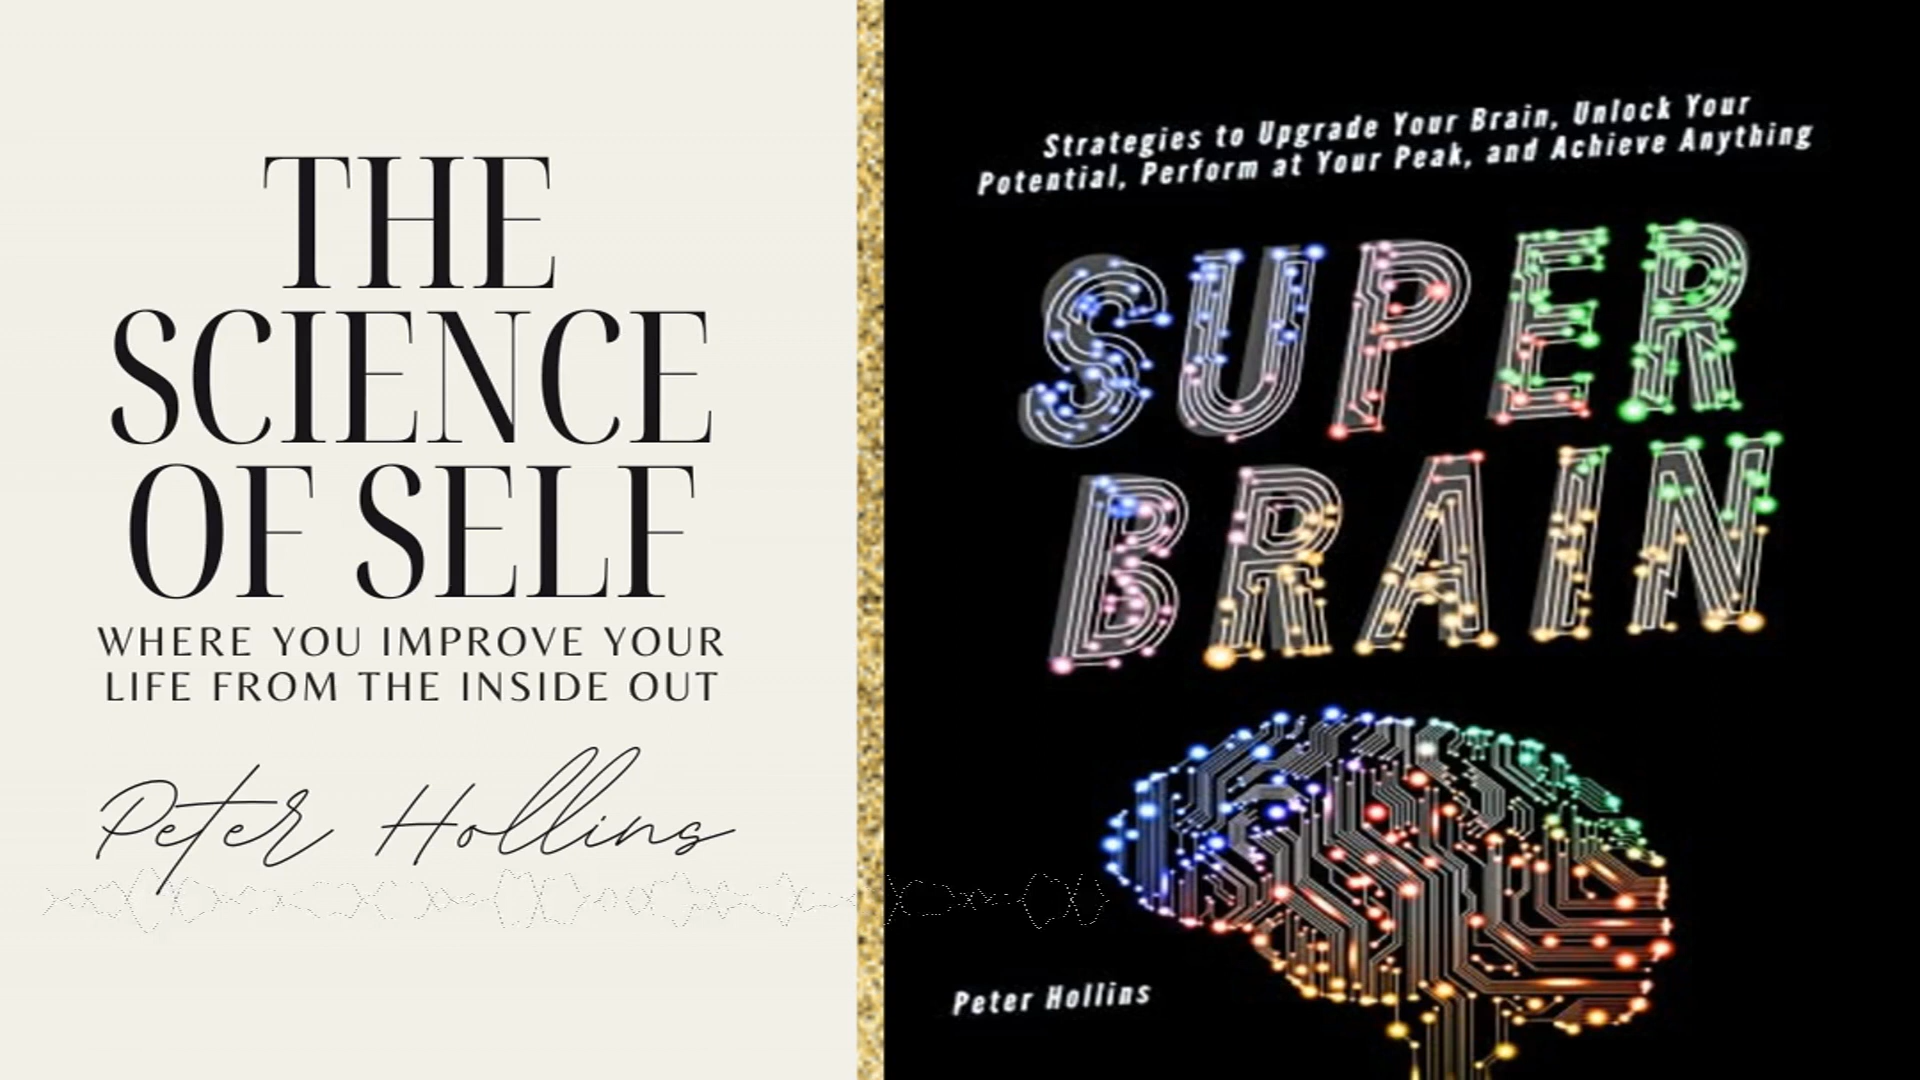 THE
SCIENCE
OF SELF
WHERE YOU IMPROVE YOUR
LIFE FROM THE INSIDE OUT
Peter Hollins
Strategies to Upgrade Your Brain, Unlock Your
Potential, Perform at Your Peak, and Achieve Anything
SUPER
BRAIN
Peter Hollins